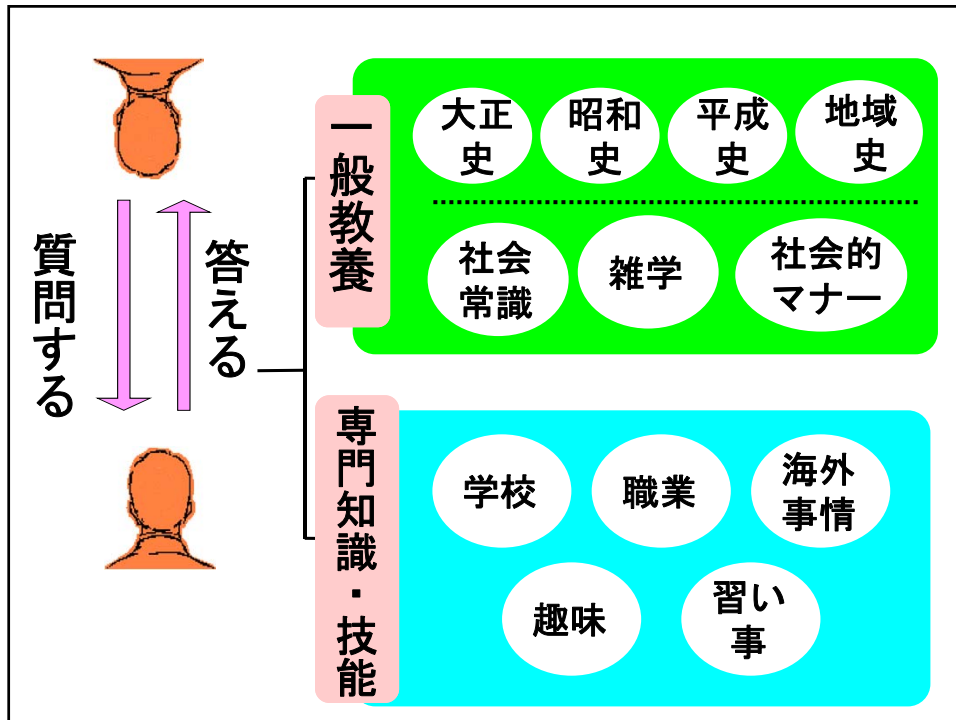 質問する
答える
一般教養
大正
史
昭和
史
平成
史
地域
史
社会
常識
雑学
社会的
マナー
専門知識・技能
学校
職業
海外
事情
趣味
習い
事